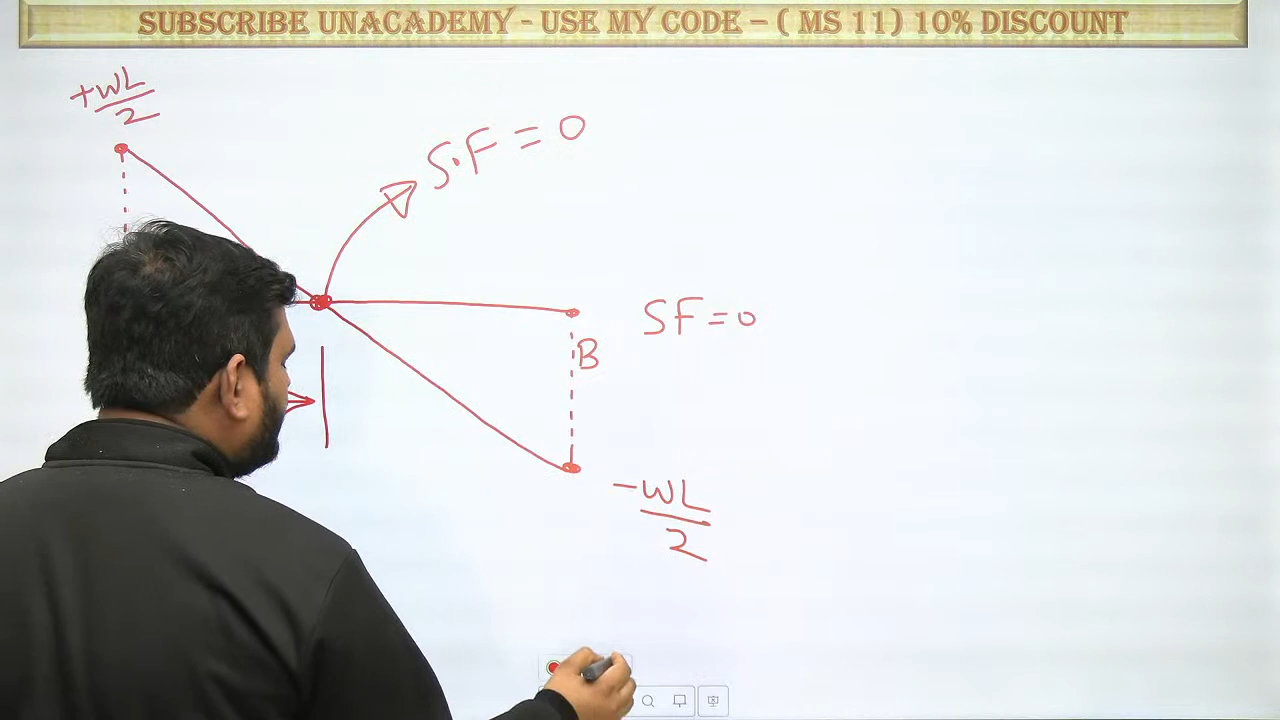 SUBSCRIBE UNACADEMY - USE MY CODE – ( MS 11) 10% DISCOUNT
+WL/2
S.F = 0
SF=0
B
-WL/2